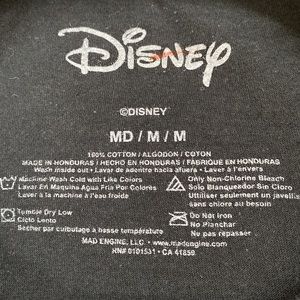 Disney
©DISNEY
MD / M / M
100% COTTON / ALGODON / COTON
MADE IN HONDURAS / HECHO EN HONDURAS / FABRIQUÉ EN HONDURAS
Wash inside out • Lavar de adentro hacia afuera • Laver à l'envers
Machine Wash Cold with Like Colors
Lavar En Maquina Agua Fria Por Colores
Laver à la machine à l'eau froide
Only Non-Chlorine Bleach
Solo Blanqueador Sin Cloro
Utiliser seulement un javellisant sans chlore
Tumble Dry Low
Ciclo Lento
Sécher par culbutage à basse température
Do Not Iron
No Planchar
Ne pas repasser
MAD ENGINE, LLC. • www.madengine.com
RN# 0101531 • CA 41859